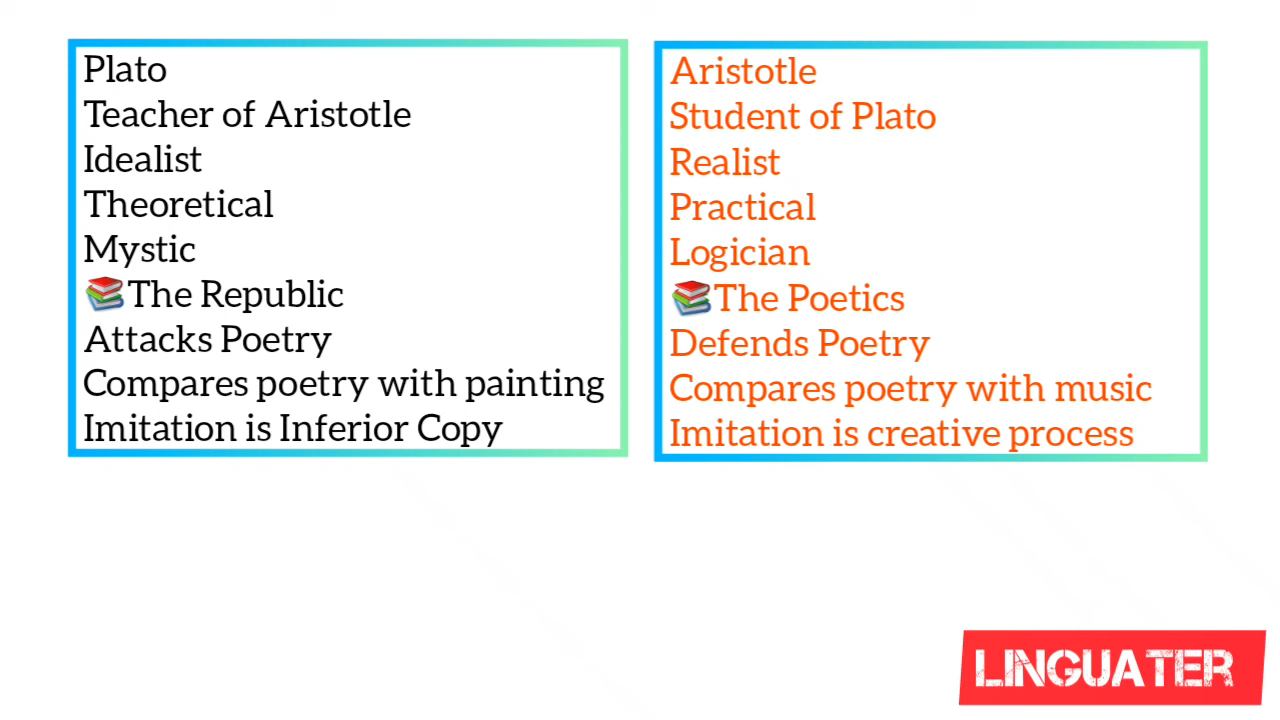 Plato
Teacher of Aristotle
Idealist
Theoretical
Mystic
📚The Republic
Attacks Poetry
Compares poetry with painting
Imitation is Inferior Copy
Aristotle
Student of Plato
Realist
Practical
Logician
📚The Poetics
Defends Poetry
Compares poetry with music
Imitation is creative process
LINGUATER